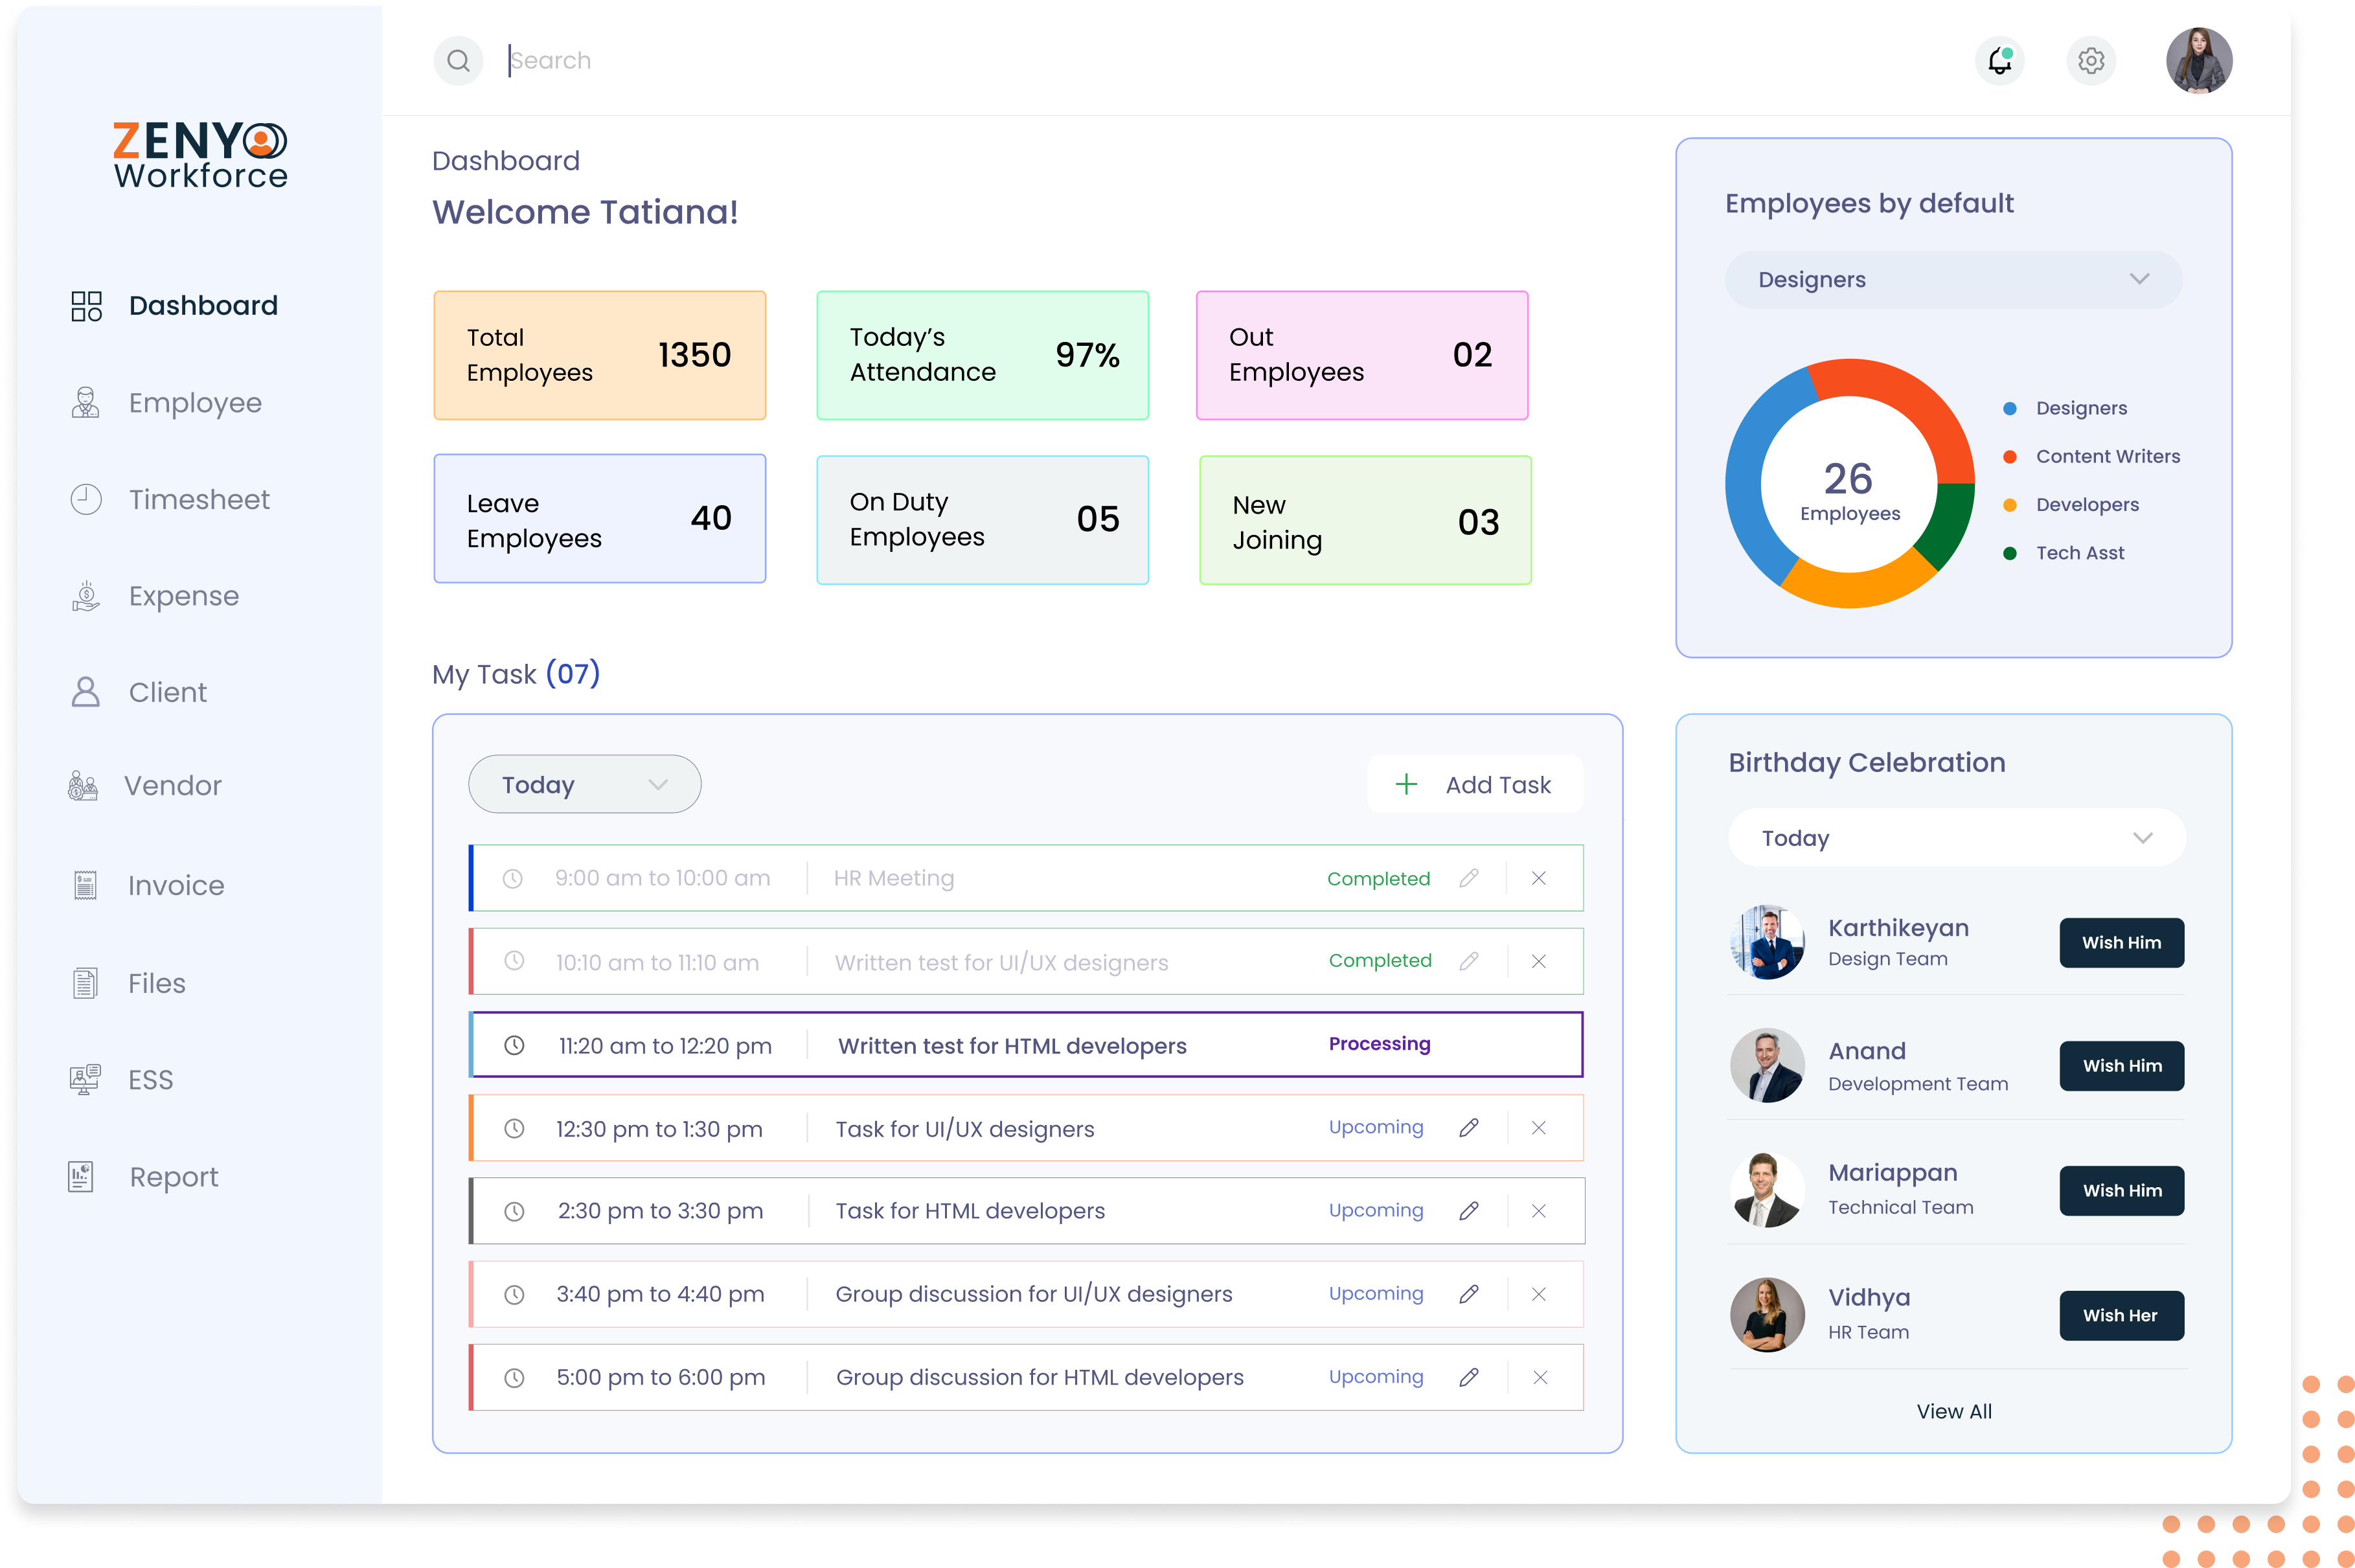 ZENYO
Workforce
Dashboard
Employee
Timesheet
Expense
Client
Vendor
Invoice
Files
ESS
Report
Search
Dashboard
Welcome Tatiana!
Total
Employees
1350
Today’s
Attendance
97%
Out
Employees
02
Leave
Employees
40
On Duty
Employees
05
New
Joining
03
Employees by default
Designers
26
Employees
Designers
Content Writers
Developers
Tech Asst
My Task (07)
Today
Add Task
9:00 am to 10:00 am HR Meeting Completed
10:10 am to 11:10 am Written test for UI/UX designers Completed
11:20 am to 12:20 pm Written test for HTML developers Processing
12:30 pm to 1:30 pm Task for UI/UX designers Upcoming
2:30 pm to 3:30 pm Task for HTML developers Upcoming
3:40 pm to 4:40 pm Group discussion for UI/UX designers Upcoming
5:00 pm to 6:00 pm Group discussion for HTML developers Upcoming
Birthday Celebration
Today
Karthikeyan
Design Team
Wish Him
Anand
Development Team
Wish Him
Mariappan
Technical Team
Wish Him
Vidhya
HR Team
Wish Her
View All